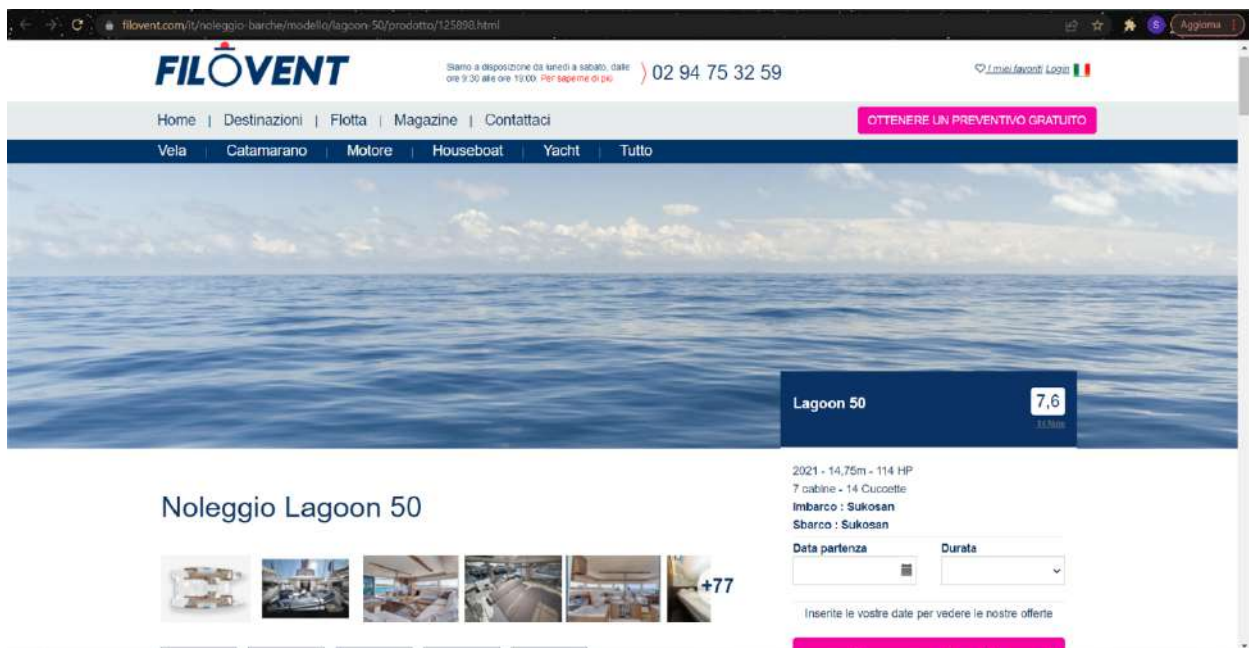 filovent.com/it/noleggio-barche/modello/lagoon-50/prodotto/125898.html
S
Aggiorna
FILOVENT
Siamo a disposizione da lunedì a sabato, dalle
ore 9:30 alle ore 19:00. Per saperne di più
02 94 75 32 59
I miei favoriti Login
Home | Destinazioni | Flotta | Magazine | Contattaci
OTTENERE UN PREVENTIVO GRATUITO
Vela | Catamarano | Motore | Houseboat | Yacht | Tutto
Lagoon 50
7,6
2021 - 14,75m - 114 HP
7 cabine - 14 Cuccette
Imbarco : Sukosan
Sbarco : Sukosan
Noleggio Lagoon 50
Data partenza
Durata
+77
Inserite le vostre date per vedere le nostre offerte